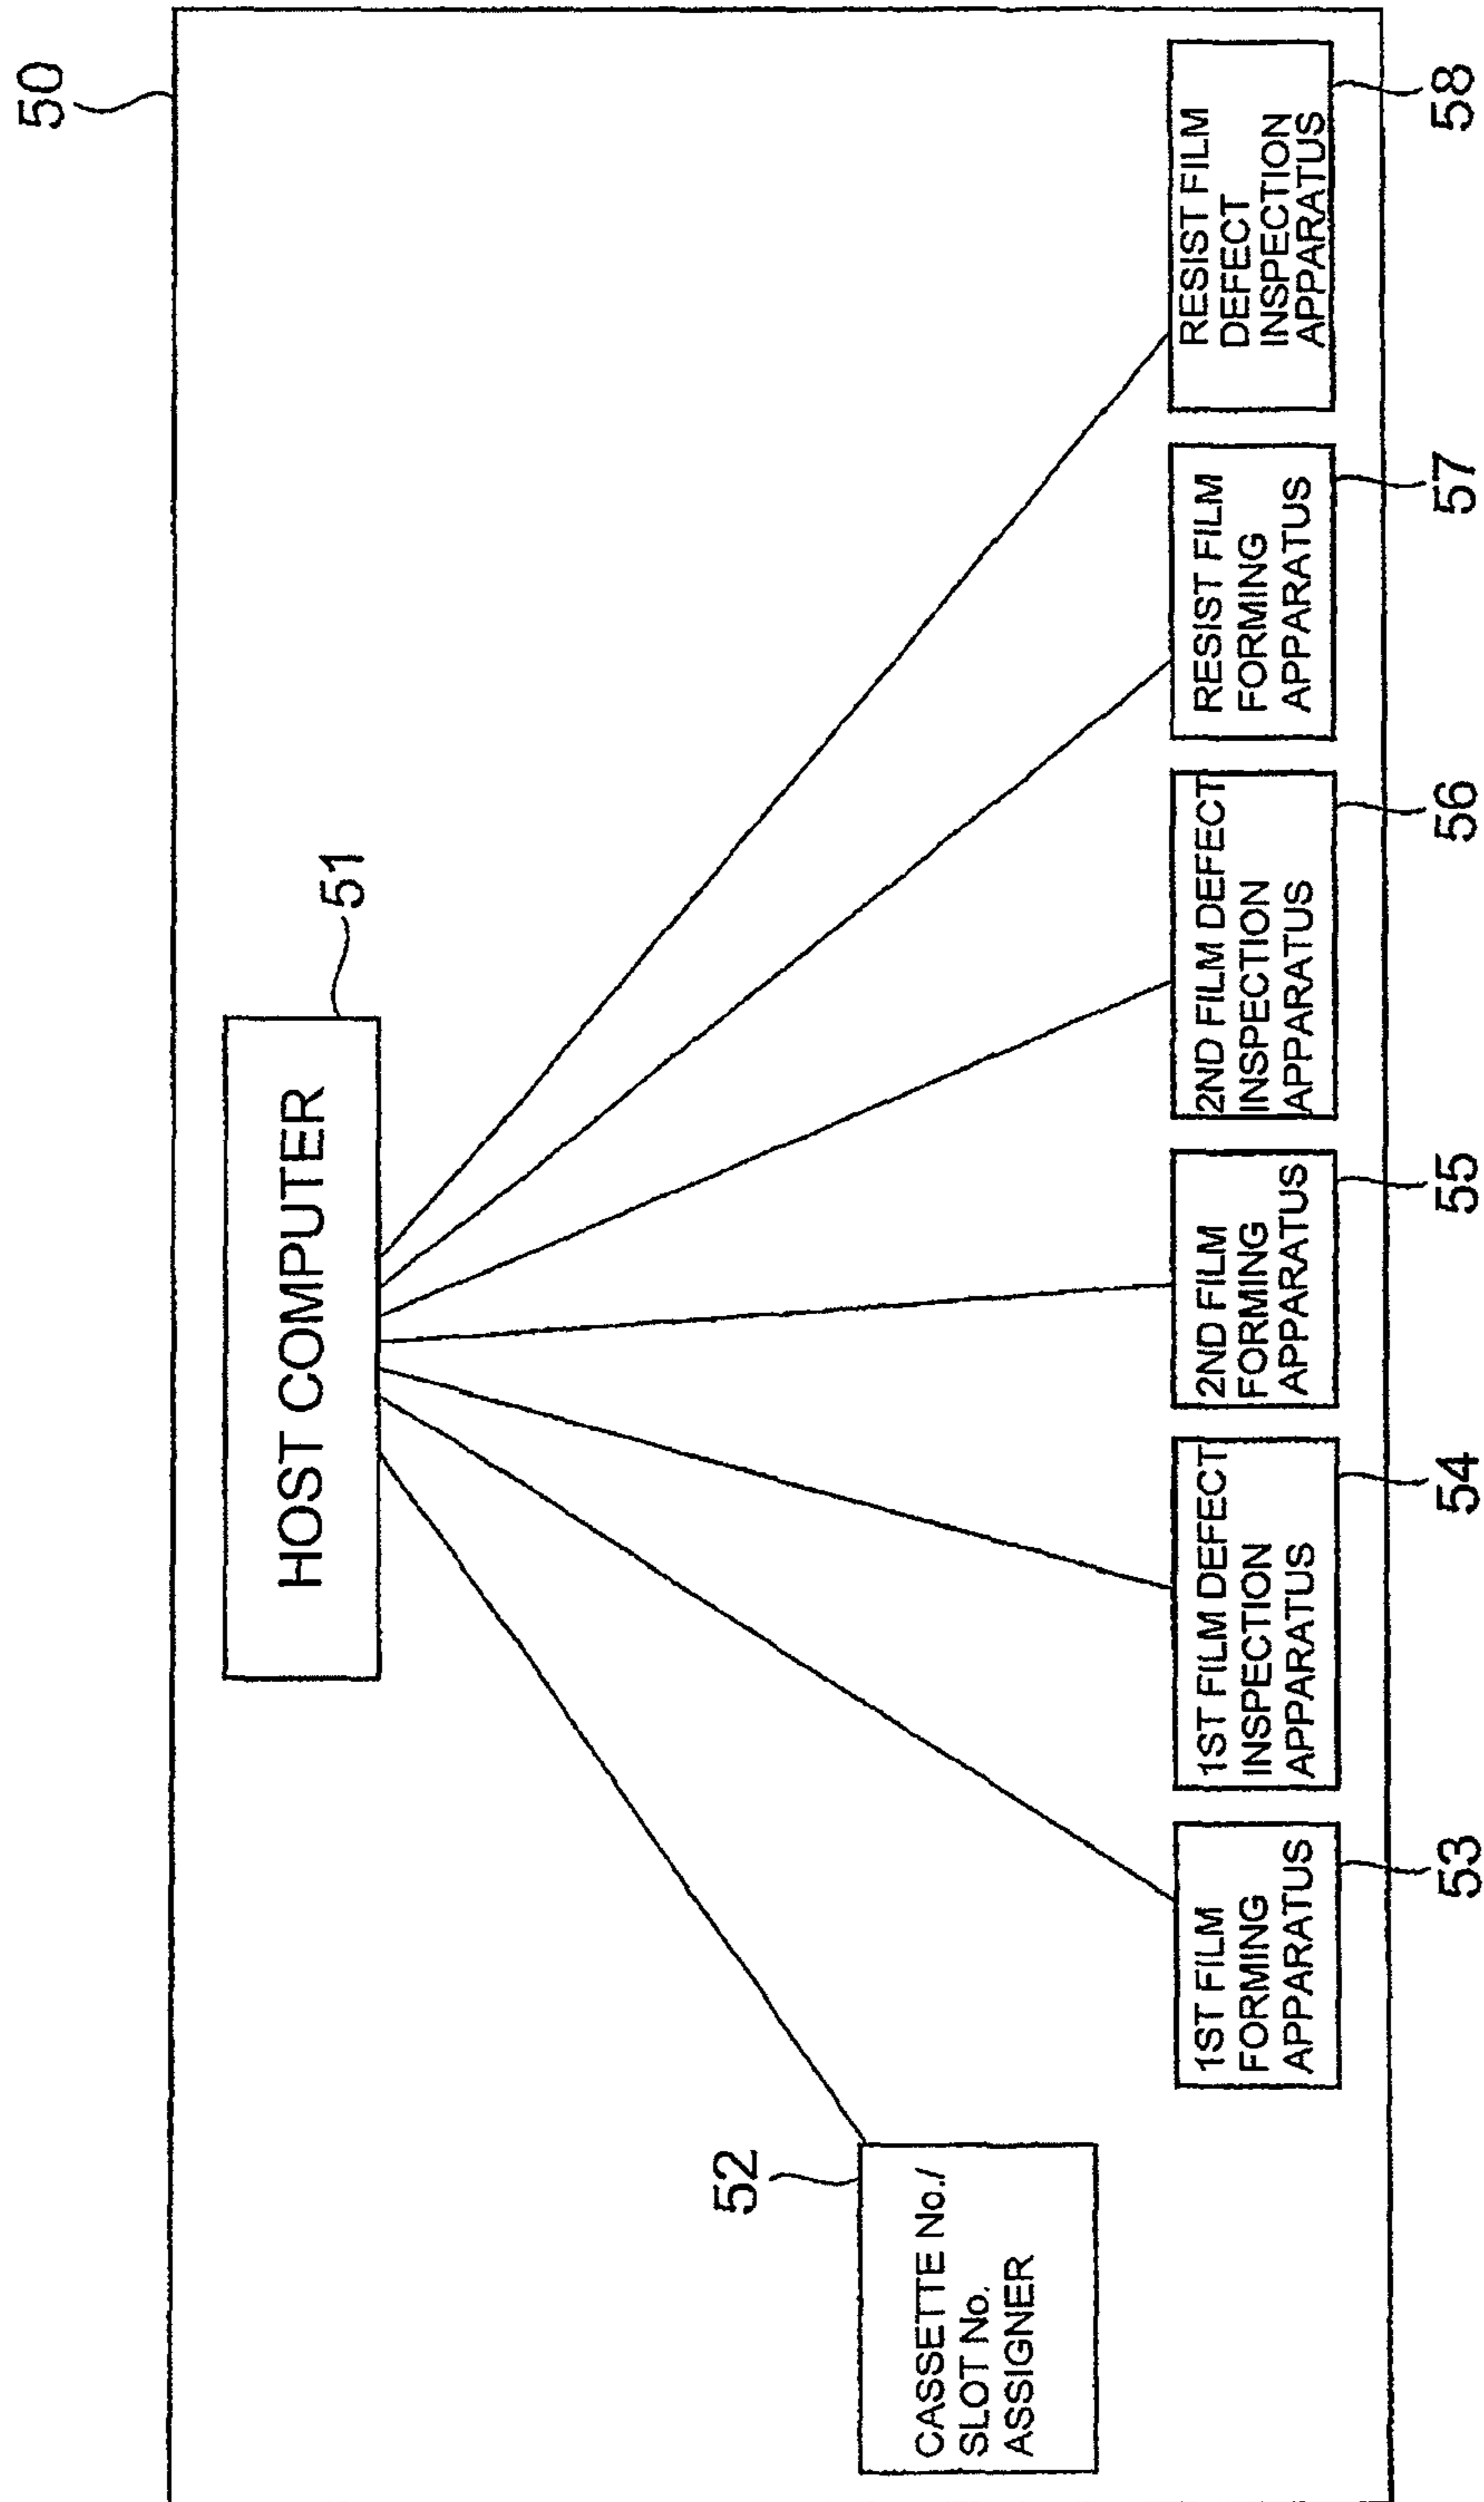 50
HOST COMPUTER
51
52
CASSETTE No./
SLOT No.
ASSIGNER
1ST FILM
FORMING
APPARATUS
53
1ST FILM DEFECT
INSPECTION
APPARATUS
54
2ND FILM
FORMING
APPARATUS
55
2ND FILM DEFECT
INSPECTION
APPARATUS
56
RESIST FILM
FORMING
APPARATUS
57
RESIST FILM
DEFECT
INSPECTION
APPARATUS
58